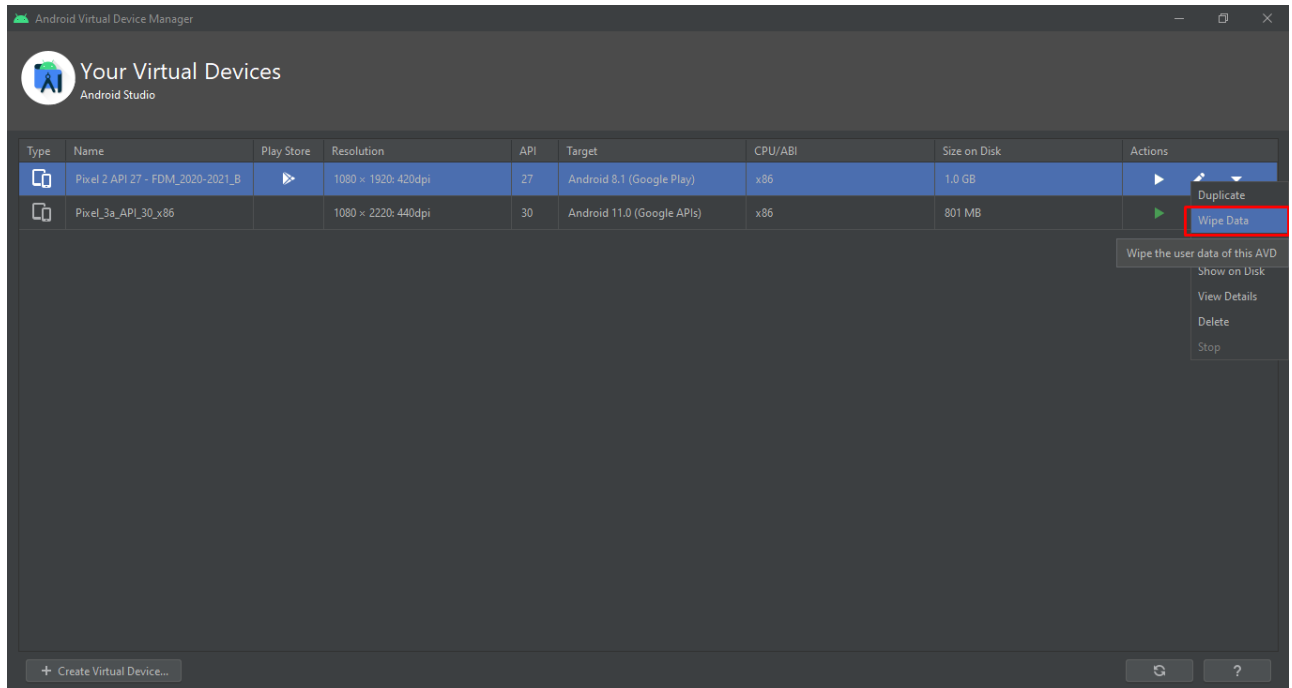 Android Virtual Device Manager
Your Virtual Devices
Android Studio
Type Name Play Store Resolution API Target CPU/ABI Size on Disk Actions
Pixel 2 API 27 - FDM_2020-2021_B 1080 × 1920: 420dpi 27 Android 8.1 (Google Play) x86 1.0 GB
Duplicate
Pixel_3a_API_30_x86 1080 × 2220: 440dpi 30 Android 11.0 (Google APIs) x86 801 MB
Wipe Data
Wipe the user data of this AVD
Show on Disk
View Details
Delete
Stop
+ Create Virtual Device...
?